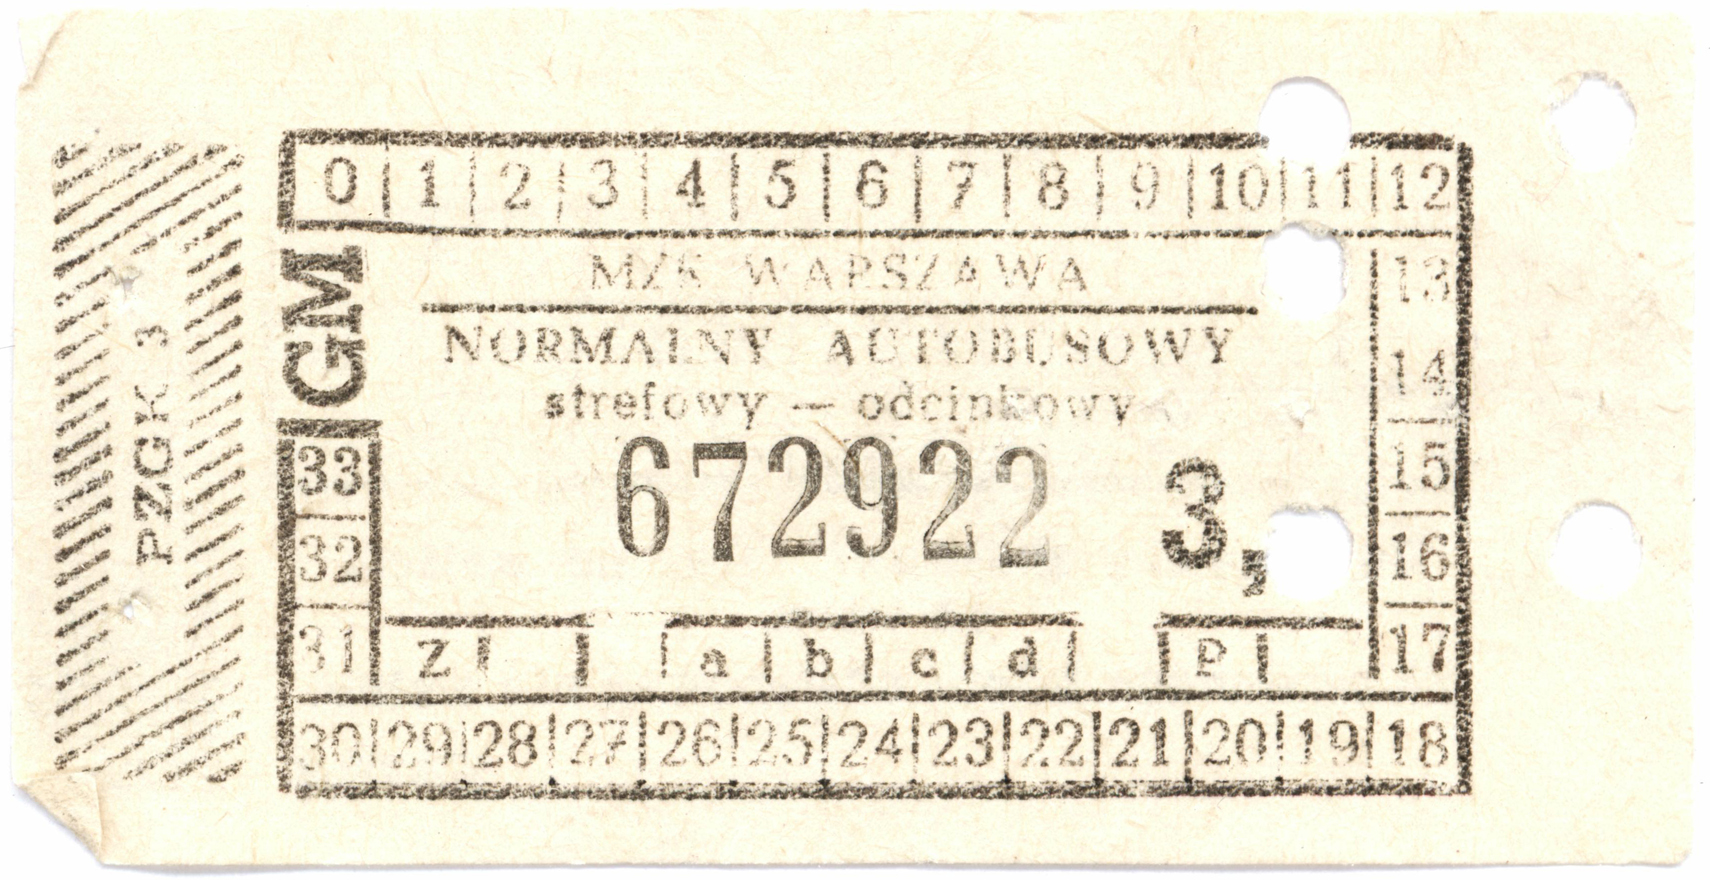 0 1 2 3 4 5 6 7 8 9 10 11 12
MZK WARSZAWA
NORMALNY AUTOBUSOWY
strefowy — odcinkowy
672922 3,
Z a b c d P
GM
33
32
31
30 29 28 27 26 25 24 23 22 21 20 19 18
13
14
15
16
17
PZGK 3